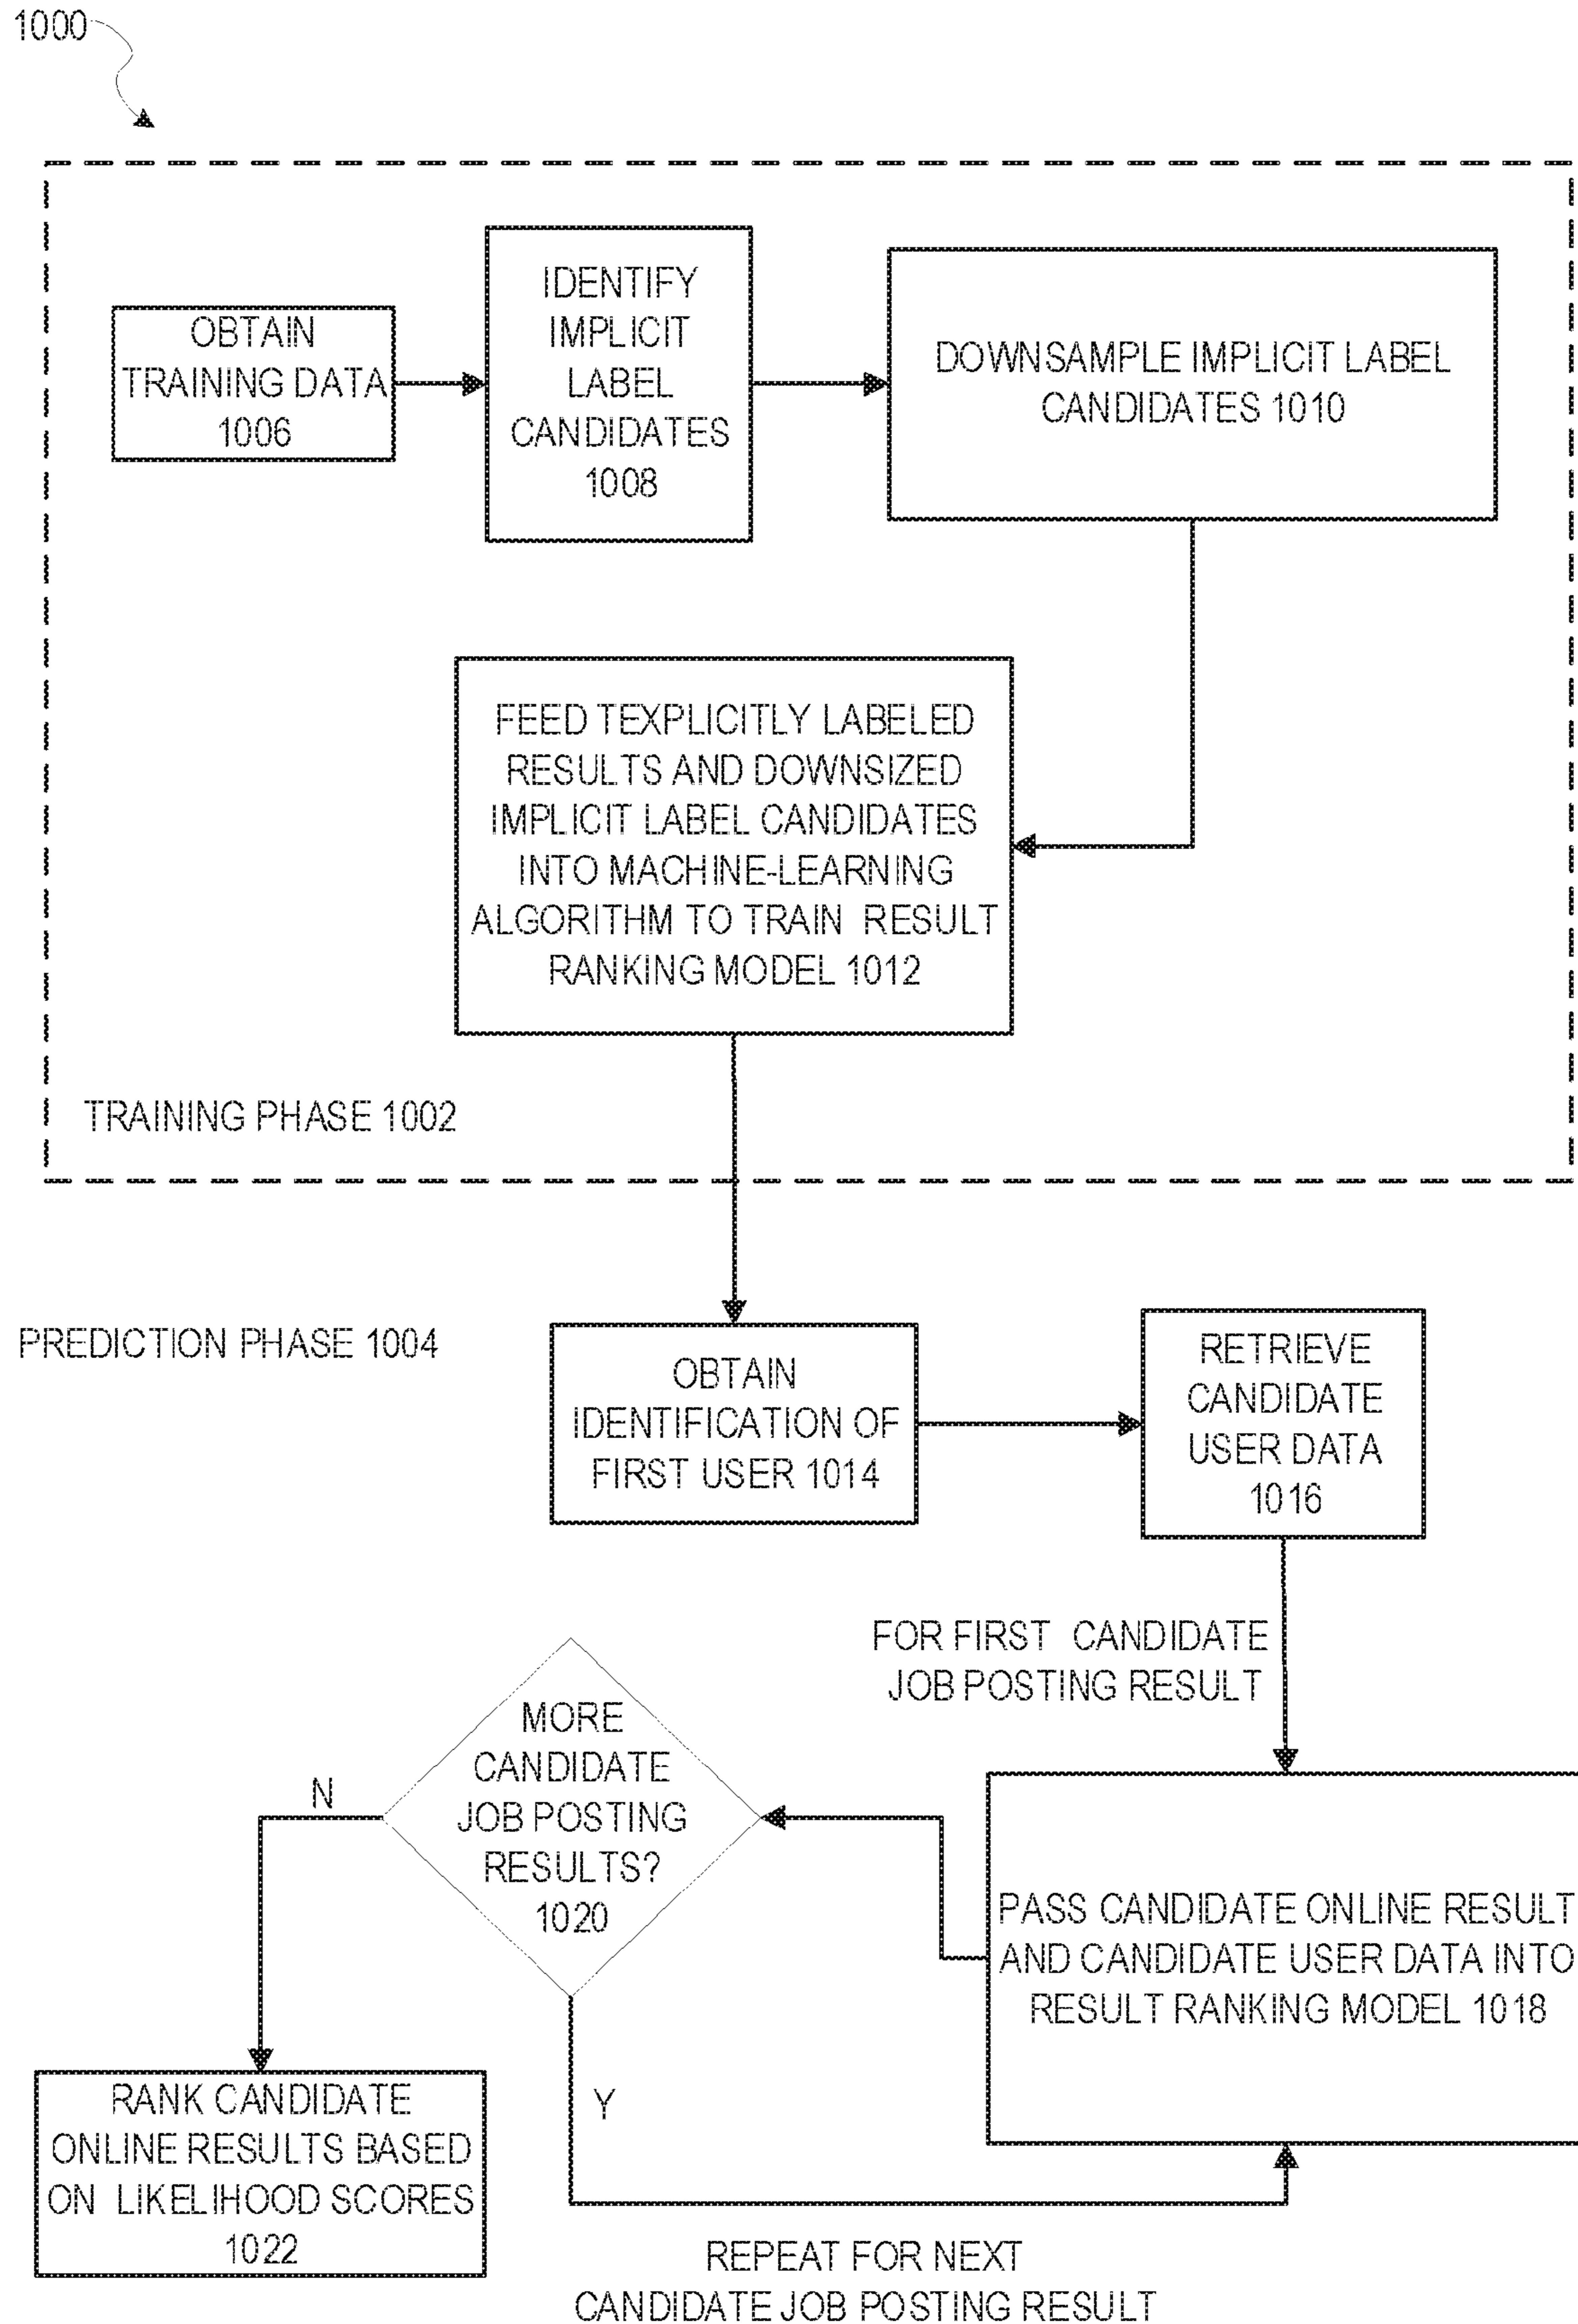 1000
OBTAIN
TRAINING DATA
1006
IDENTIFY
IMPLICIT
LABEL
CANDIDATES
1008
DOWNSAMPLE IMPLICIT LABEL
CANDIDATES 1010
FEED TEXPLICITLY LABELED
RESULTS AND DOWNSIZED
IMPLICIT LABEL CANDIDATES
INTO MACHINE-LEARNING
ALGORITHM TO TRAIN RESULT
RANKING MODEL 1012
TRAINING PHASE 1002
PREDICTION PHASE 1004
OBTAIN
IDENTIFICATION OF
FIRST USER 1014
RETRIEVE
CANDIDATE
USER DATA
1016
FOR FIRST CANDIDATE
JOB POSTING RESULT
PASS CANDIDATE ONLINE RESULT
AND CANDIDATE USER DATA INTO
RESULT RANKING MODEL 1018
MORE
CANDIDATE
JOB POSTING
RESULTS?
1020
N
Y
RANK CANDIDATE
ONLINE RESULTS BASED
ON LIKELIHOOD SCORES
1022
REPEAT FOR NEXT
CANDIDATE JOB POSTING RESULT